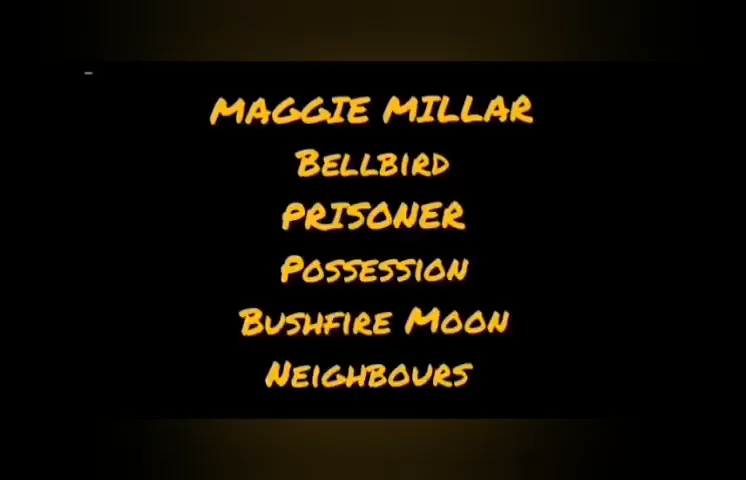 MAGGIE MILLAR
BELLBIRD
PRISONER
POSSESSION
BUSHFIRE MOON
NEIGHBOURS